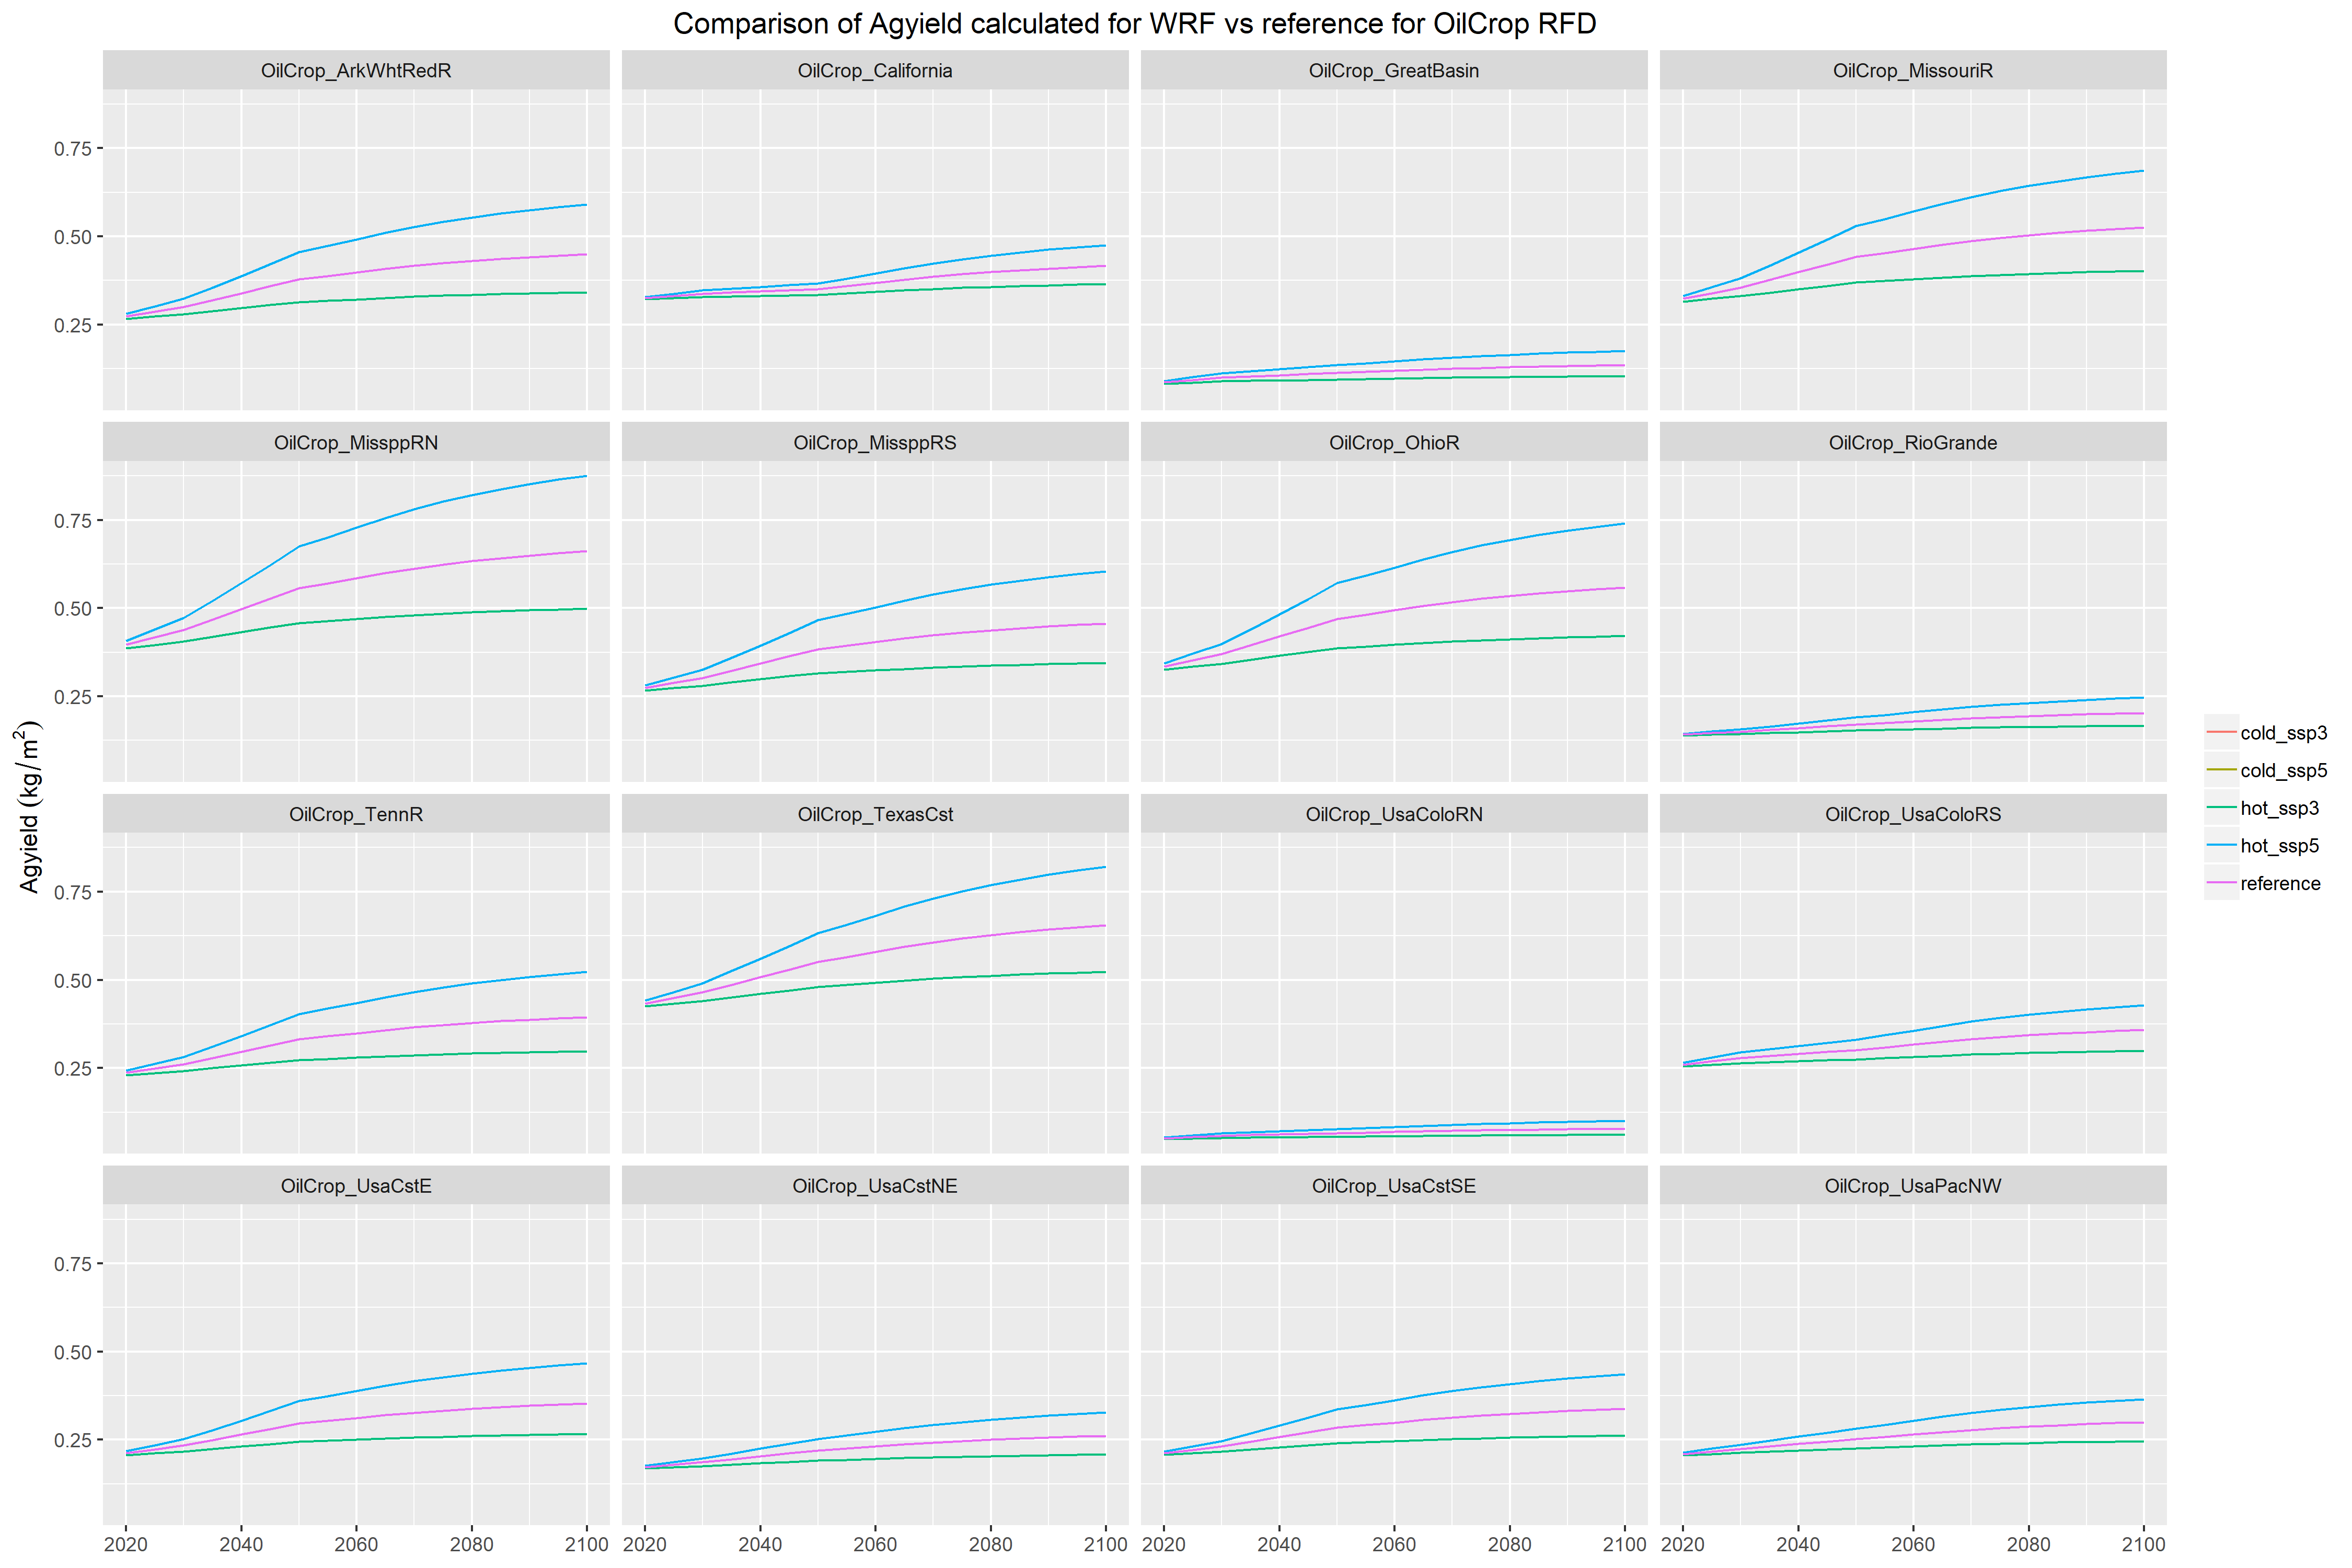 Comparison of Agyield calculated for WRF vs reference for OilCrop RFD
OilCrop_ArkWhtRedR
OilCrop_California
OilCrop_GreatBasin
OilCrop_MissouriR
0.75
0.50
0.25
OilCrop_MissppRN
OilCrop_MissppRS
OilCrop_OhioR
OilCrop_RioGrande
0.75
0.50
0.25
OilCrop_TennR
OilCrop_TexasCst
OilCrop_UsaColoRN
OilCrop_UsaColoRS
0.75
0.50
0.25
OilCrop_UsaCstE
OilCrop_UsaCstNE
OilCrop_UsaCstSE
OilCrop_UsaPacNW
0.75
0.50
0.25
2020 2040 2060 2080 2100
2020 2040 2060 2080 2100
2020 2040 2060 2080 2100
2020 2040 2060 2080 2100
Agyield (kg/m²)
cold_ssp3
cold_ssp5
hot_ssp3
hot_ssp5
reference